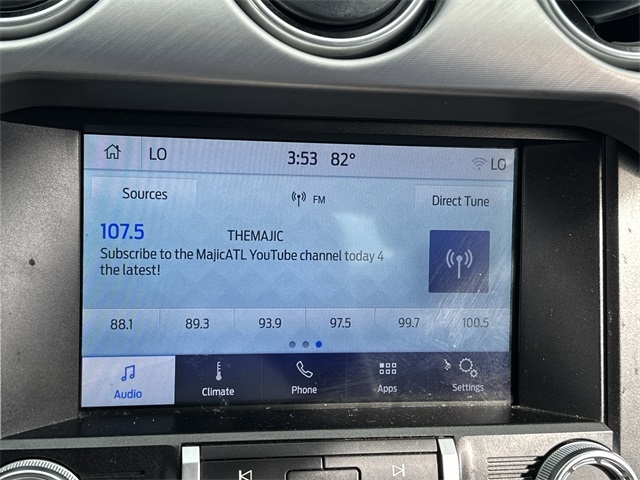 LO 3:53 82° LO
Sources FM Direct Tune
107.5 THEMAJIC
Subscribe to the MajicATL YouTube channel today 4
the latest!
88.1 89.3 93.9 97.5 99.7 100.5
Audio Climate Phone Apps Settings